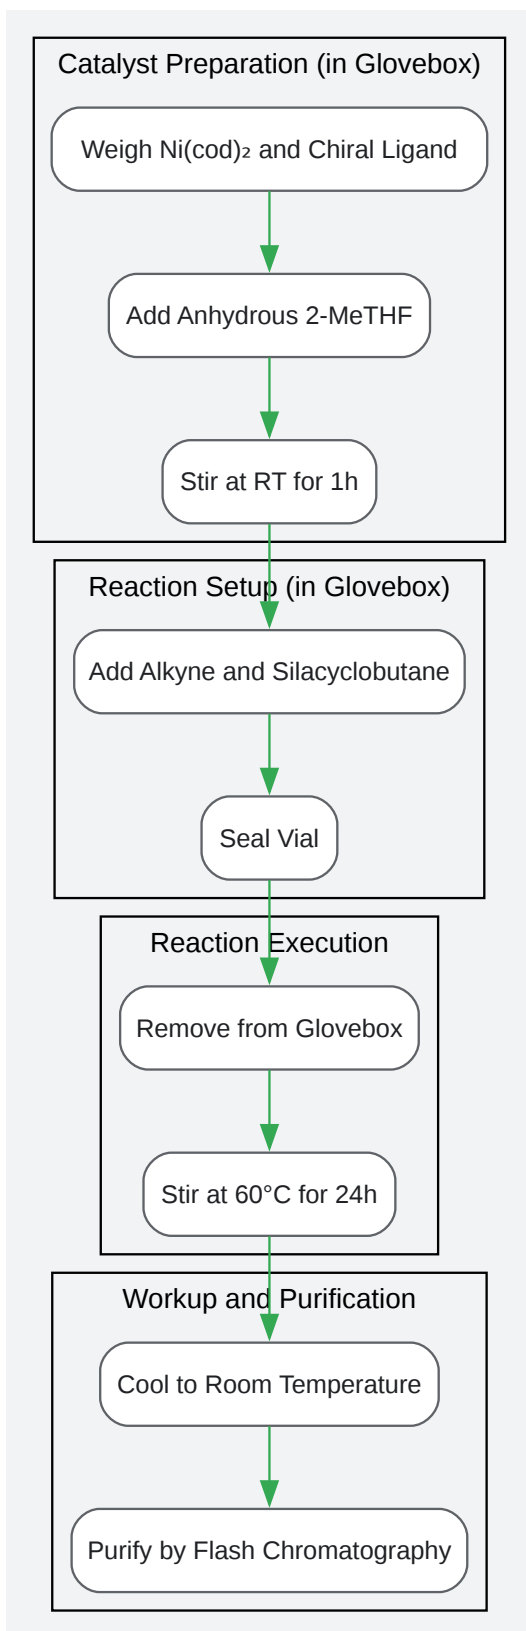 Catalyst Preparation (in Glovebox)
Weigh Ni(cod)₂ and Chiral Ligand
Add Anhydrous 2-MeTHF
Stir at RT for 1h
Reaction Setup (in Glovebox)
Add Alkyne and Silacyclobutane
Seal Vial
Reaction Execution
Remove from Glovebox
Stir at 60°C for 24h
Workup and Purification
Cool to Room Temperature
Purify by Flash Chromatography